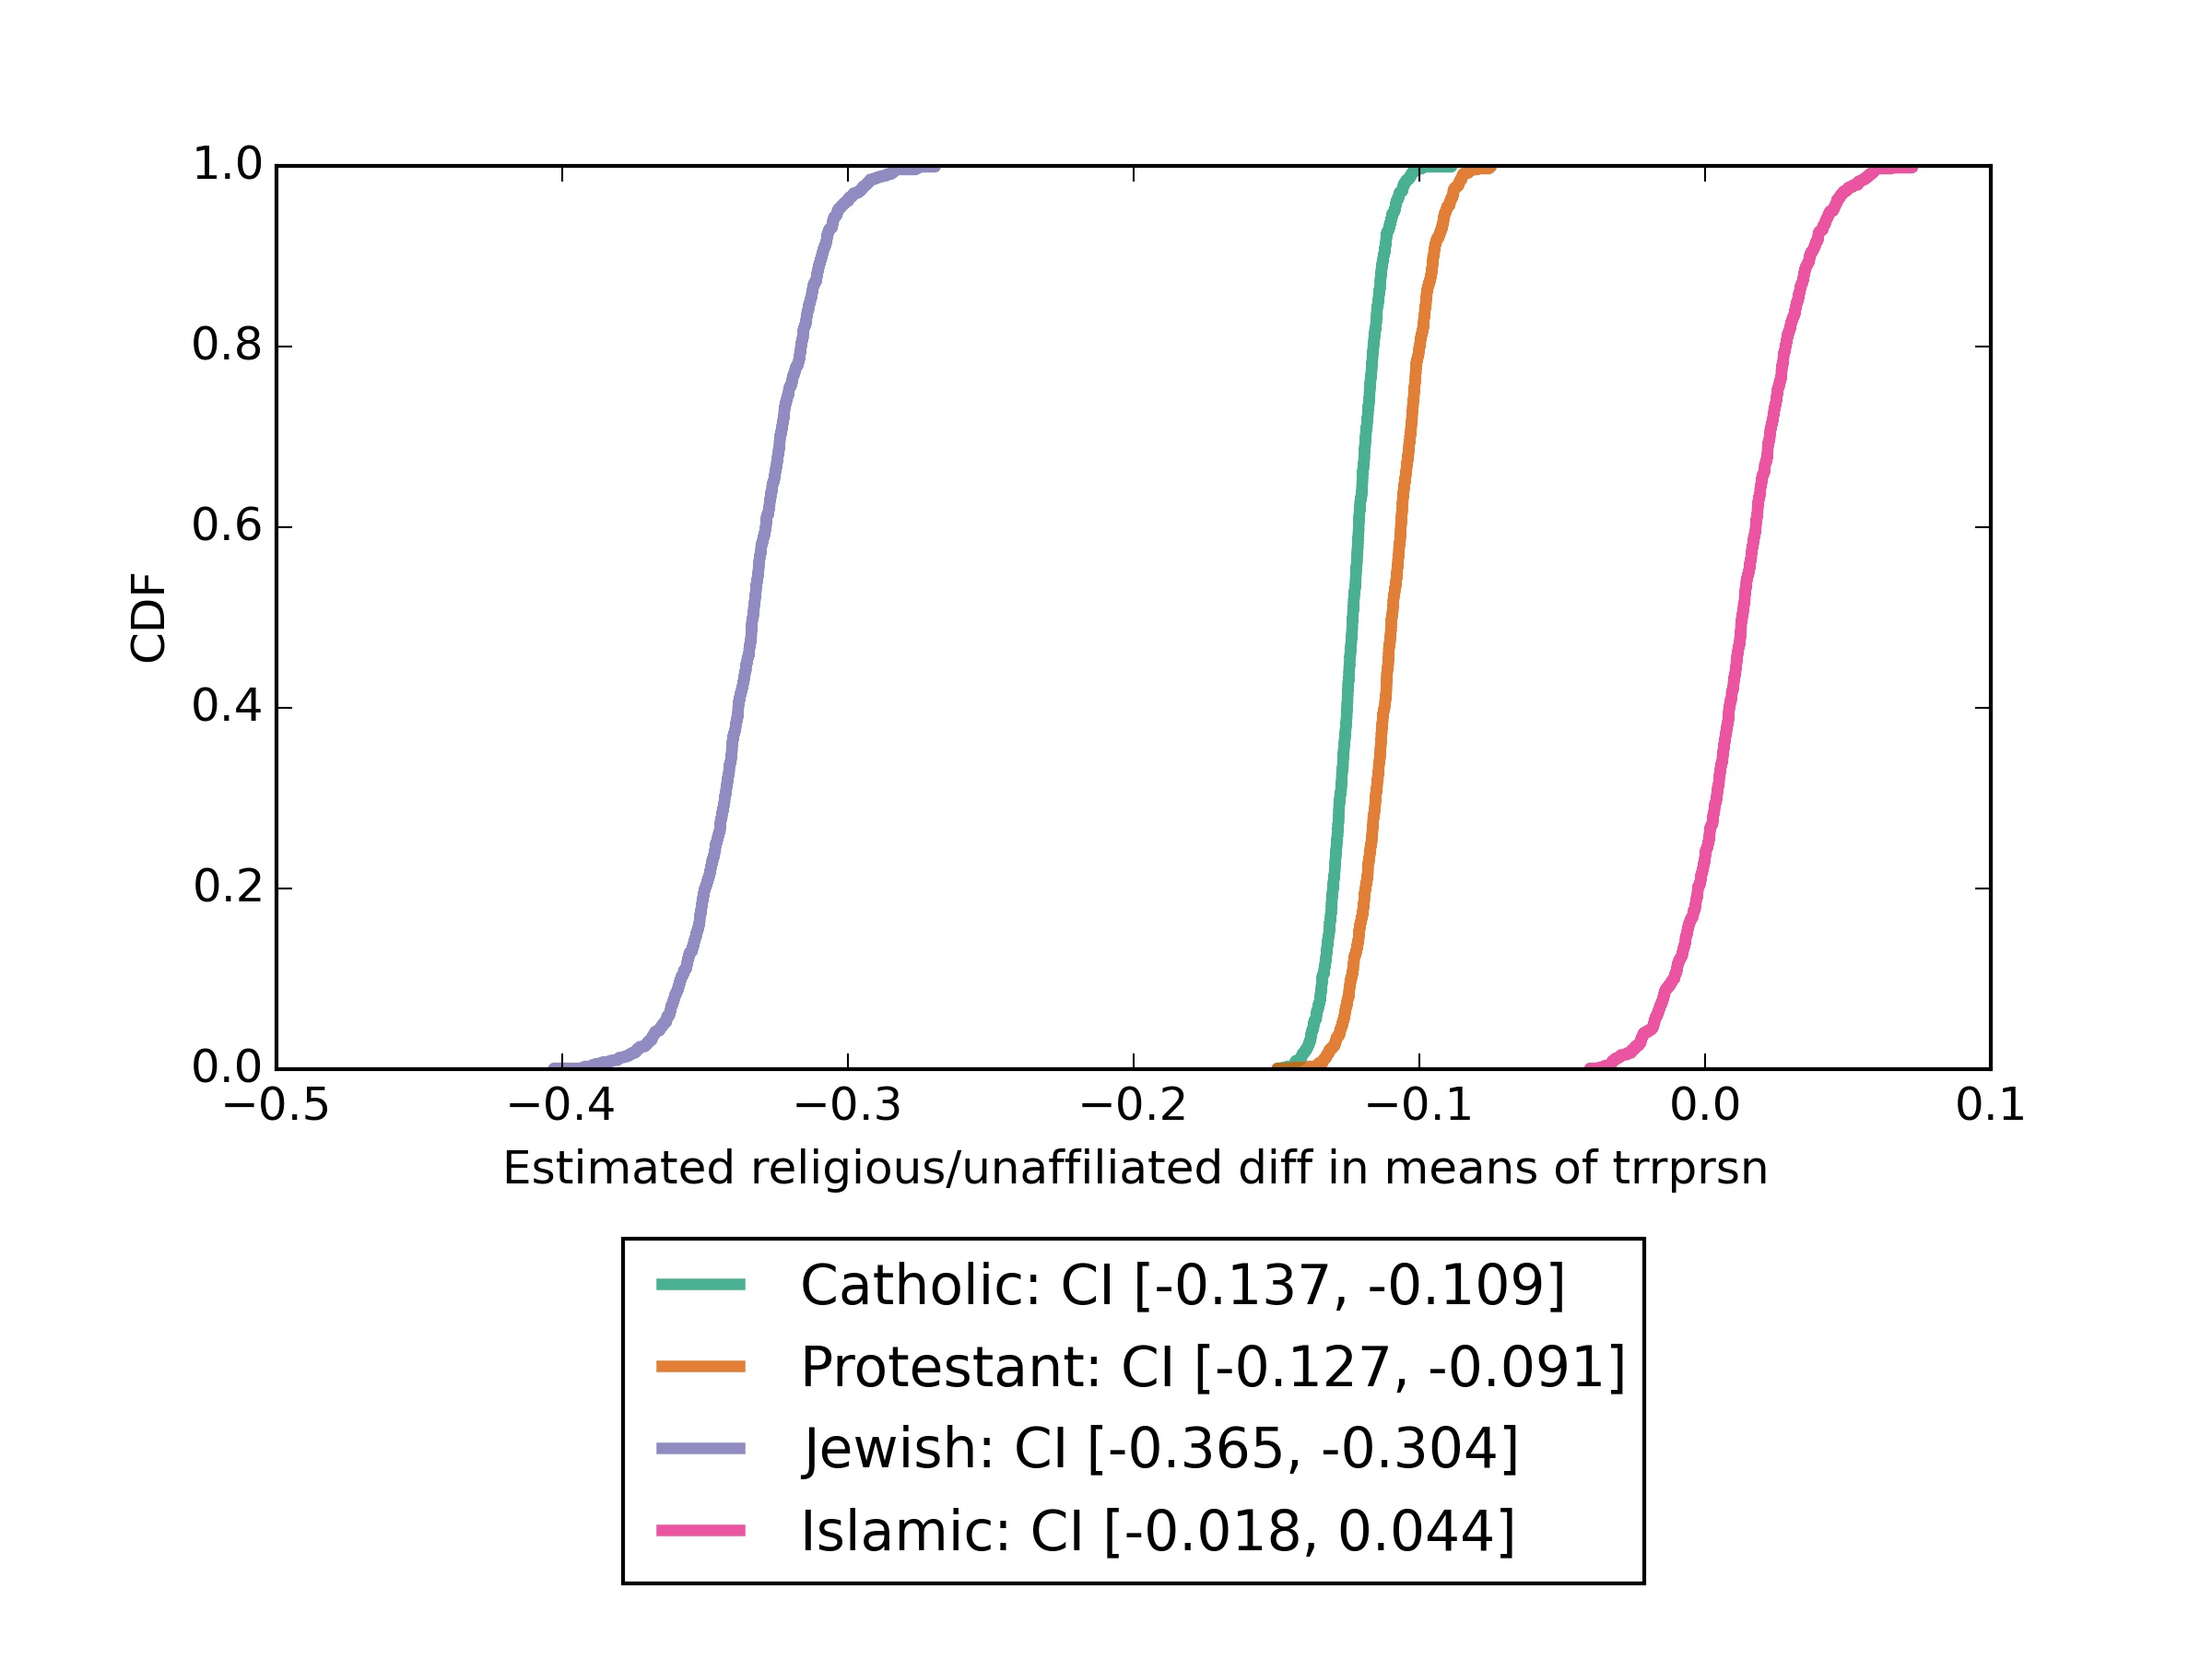 1.0
0.8
0.6
0.4
0.2
0.0
CDF
−0.5 −0.4 −0.3 −0.2 −0.1 0.0 0.1
Estimated religious/unaffiliated diff in means of trrprsn
Catholic: CI [-0.137, -0.109]
Protestant: CI [-0.127, -0.091]
Jewish: CI [-0.365, -0.304]
Islamic: CI [-0.018, 0.044]